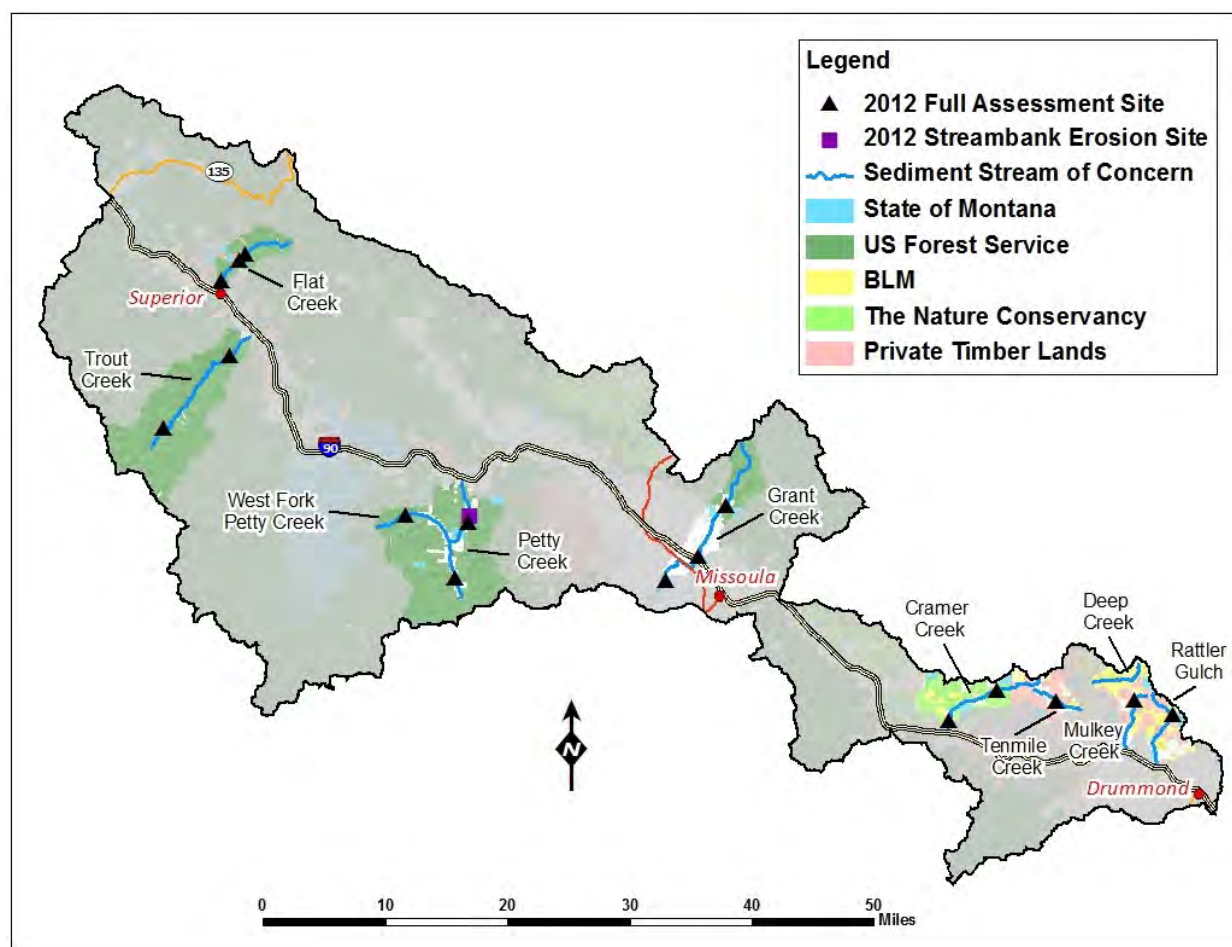 Legend
2012 Full Assessment Site
2012 Streambank Erosion Site
Sediment Stream of Concern
State of Montana
US Forest Service
BLM
The Nature Conservancy
Private Timber Lands
135
Flat
Creek
Superior
Trout
Creek
90
West Fork
Petty Creek
Petty
Creek
Grant
Creek
Missoula
Cramer
Creek
Deep
Creek
Rattler
Gulch
Tenmile
Creek
Mulkey
Creek
Drummond
N
0 10 20 30 40 50
Miles